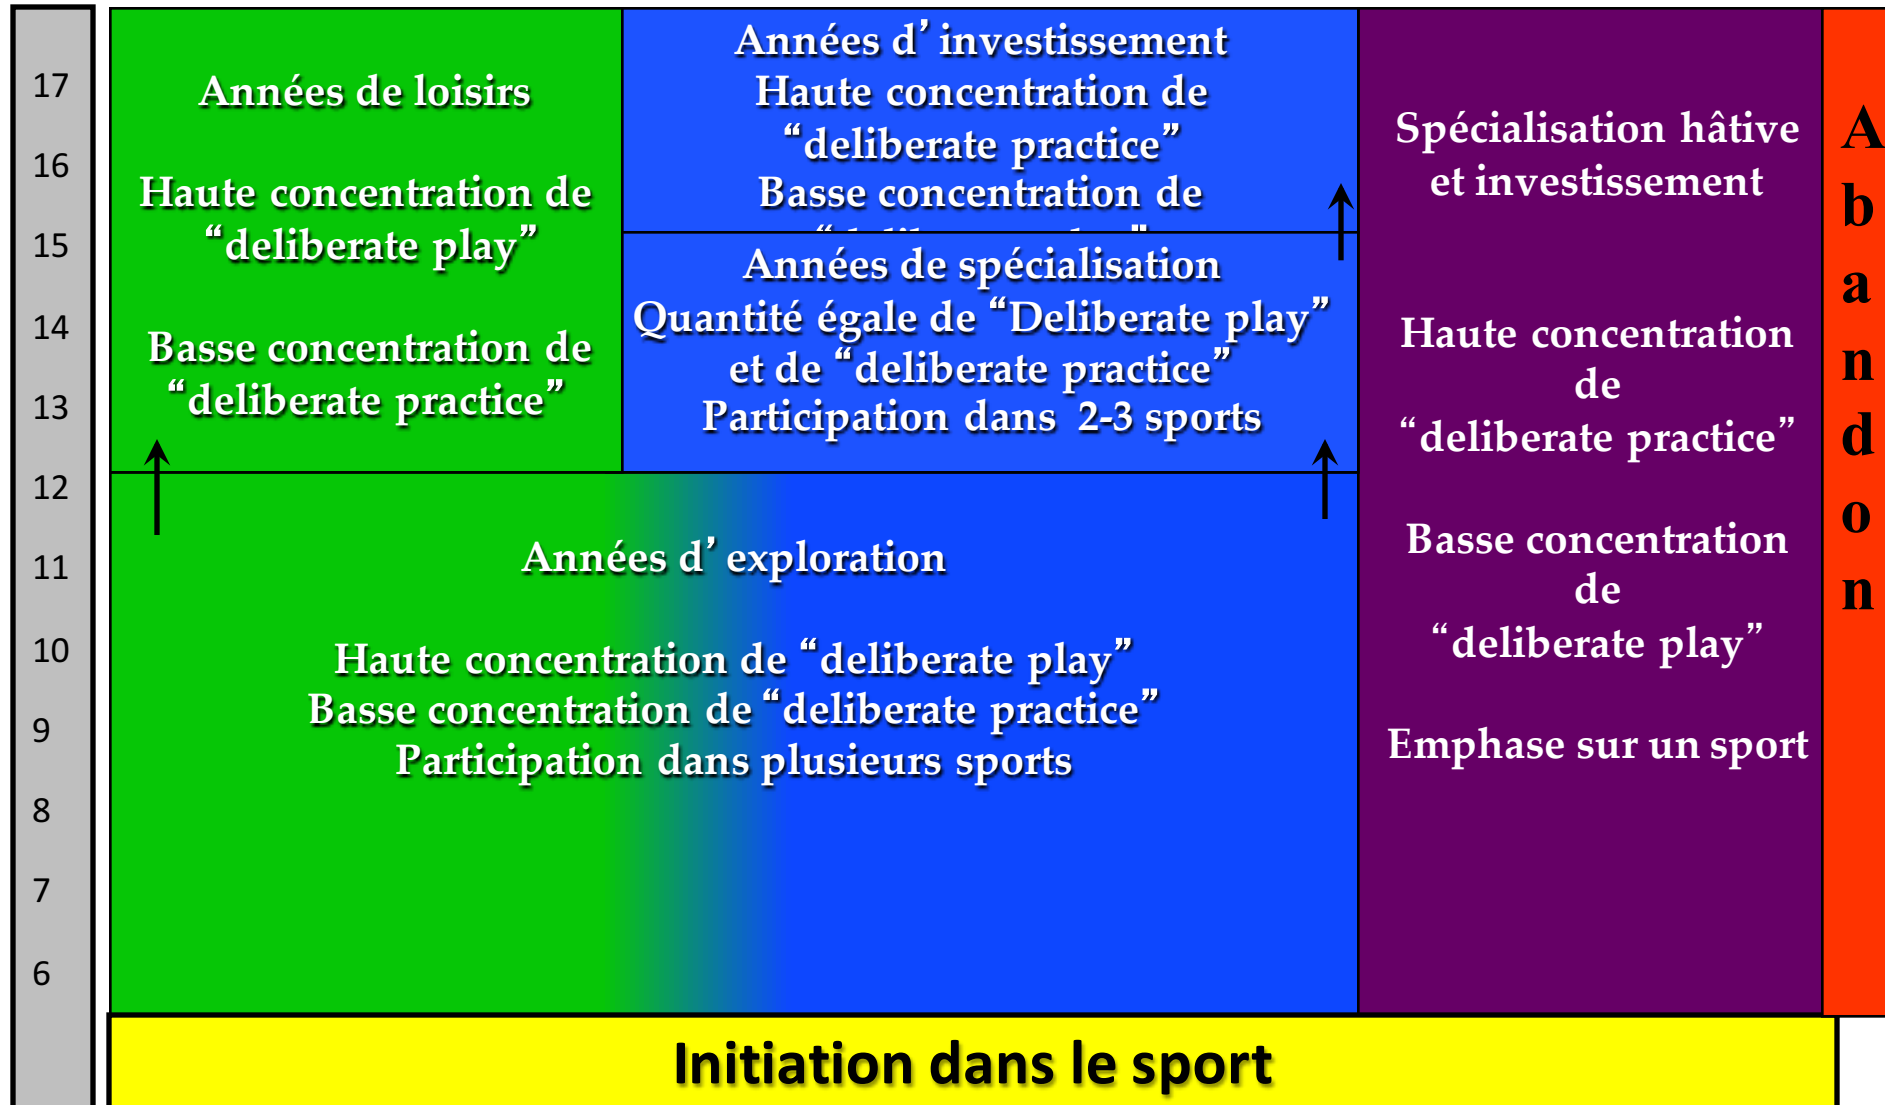 17
16
15
14
13
12
11
10
9
8
7
6
Années de loisirs
Haute concentration de
“deliberate play”
Basse concentration de
“deliberate practice”
Années d’ investissement
Haute concentration de
“deliberate practice”
Basse concentration de
Années de spécialisation
Quantité égale de “Deliberate play”
et de “deliberate practice”
Participation dans 2-3 sports
Années d’ exploration
Haute concentration de “deliberate play”
Basse concentration de “deliberate practice”
Participation dans plusieurs sports
Spécialisation hâtive
et investissement
Haute concentration
de
“deliberate practice”
Basse concentration
de
“deliberate play”
Emphase sur un sport
A
b
a
n
d
o
n
Initiation dans le sport